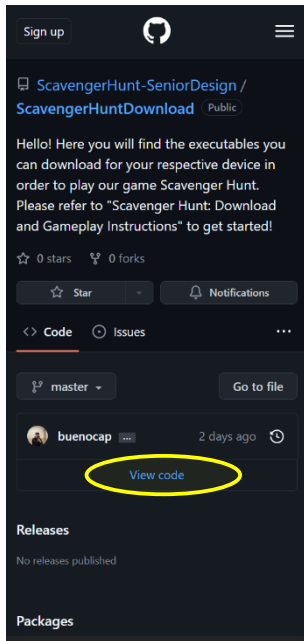 Sign up
ScavengerHunt-SeniorDesign /
ScavengerHuntDownload Public
Hello! Here you will find the executables you
can download for your respective device in
order to play our game Scavenger Hunt.
Please refer to "Scavenger Hunt: Download
and Gameplay Instructions" to get started!
0 stars 0 forks
Star Notifications
<> Code Issues ...
master Go to file
buenocap ... 2 days ago
View code
Releases
No releases published
Packages